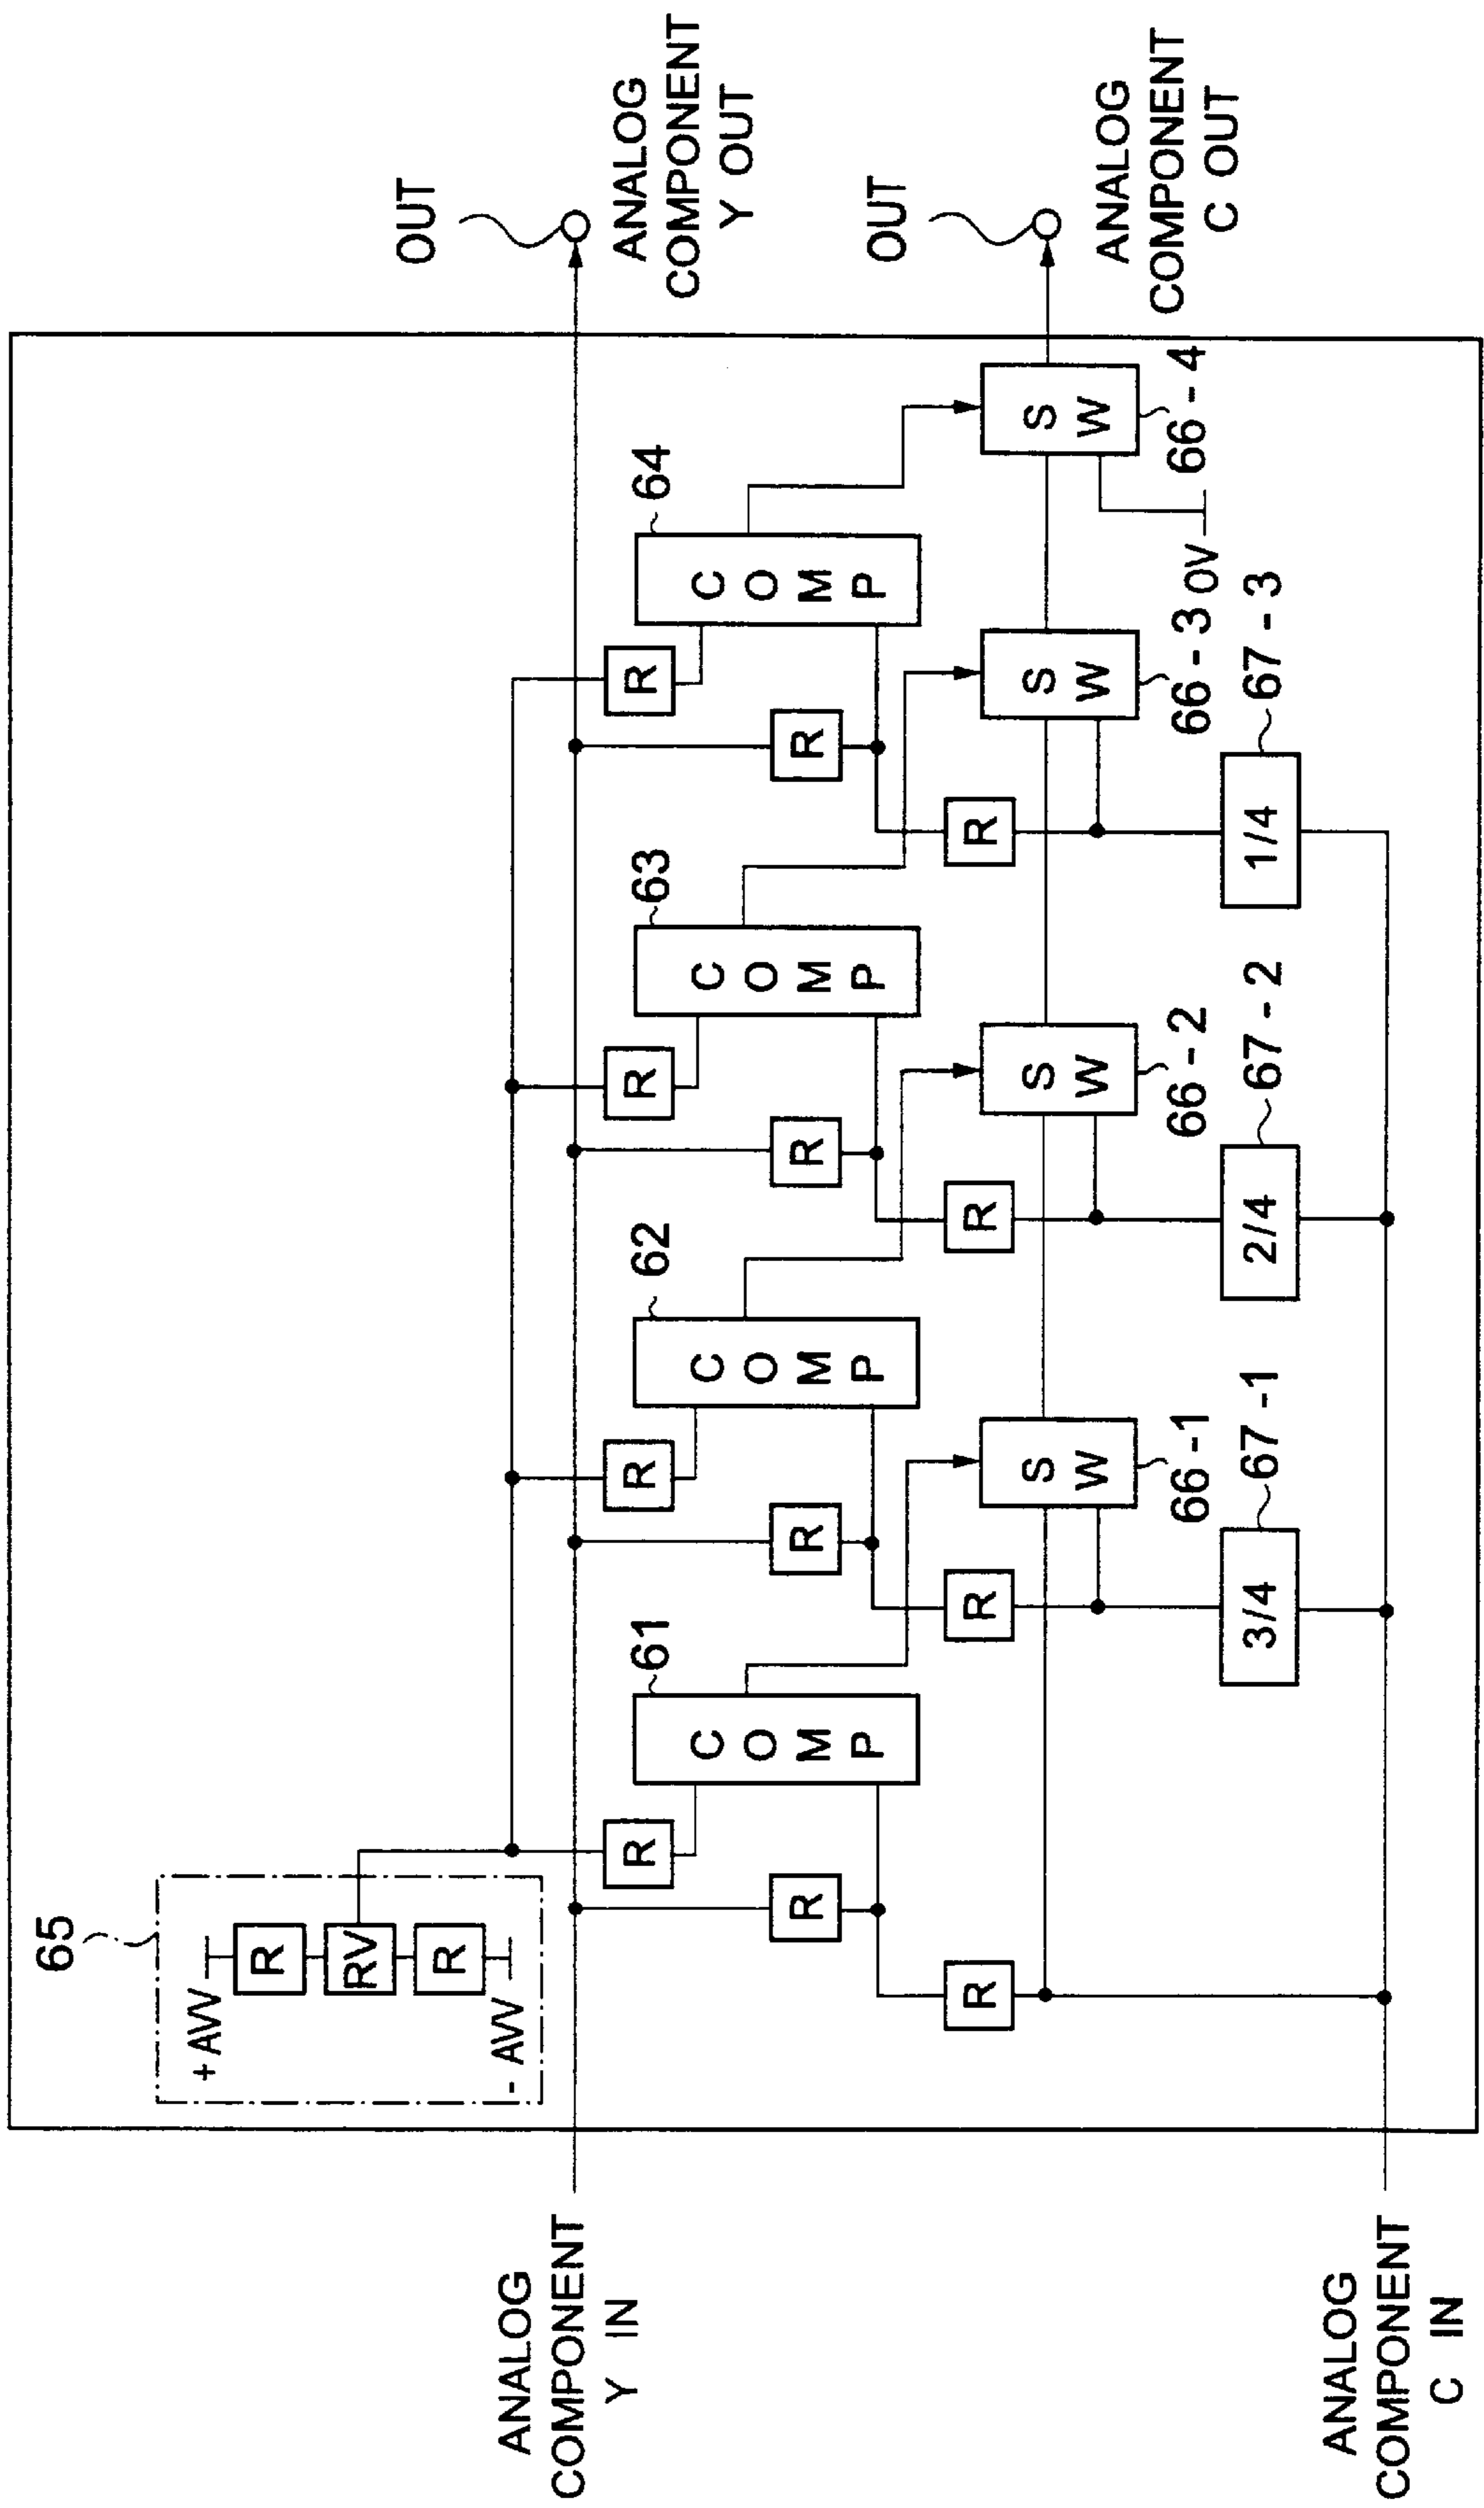 65
+ AVV
R
RV
R
- AVV
ANALOG
COMPONENT
Y IN
ANALOG
COMPONENT
C IN
R
R
R
61
COMP
R
R
R
62
COMP
R
R
R
63
COMP
R
R
R
64
COMP
SW
66 - 1
SW
66 - 2
SW
66 - 3
SW
66 - 4
0V
3/4
67 - 1
2/4
67 - 2
1/4
67 - 3
OUT
ANALOG
COMPONENT
Y OUT
OUT
ANALOG
COMPONENT
C OUT